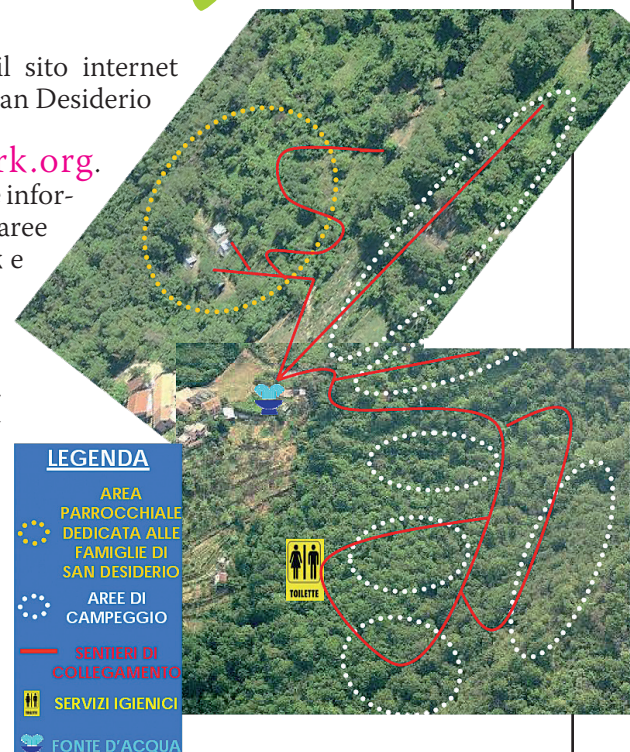 il sito internet
an Desiderio
rk.org.
infor-
aree
e
LEGENDA
AREA
PARROCCHIALE
DEDICATA ALLE
FAMIGLIE DI
SAN DESIDERIO
AREE DI
CAMPEGGIO
SENTIERI DI
COLLEGAMENTO
SERVIZI IGIENICI
FONTE D'ACQUA
TOILETTE